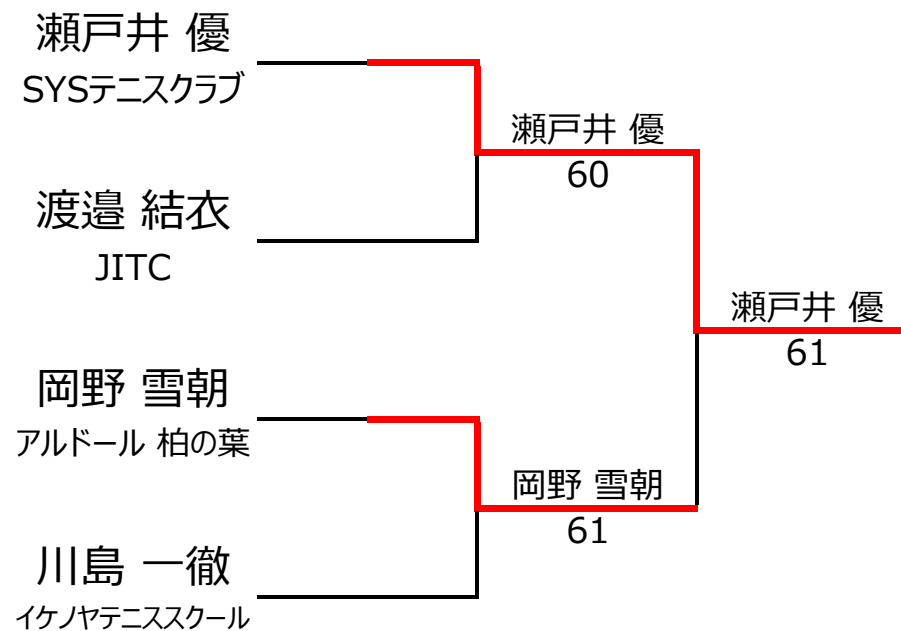 瀬戸井 優
SYSテニスクラブ
渡邉 結衣
JITC
岡野 雪朝
アルドール 柏の葉
川島 一徹
イケノヤテニススクール
瀬戸井 優
60
岡野 雪朝
61
瀬戸井 優
61